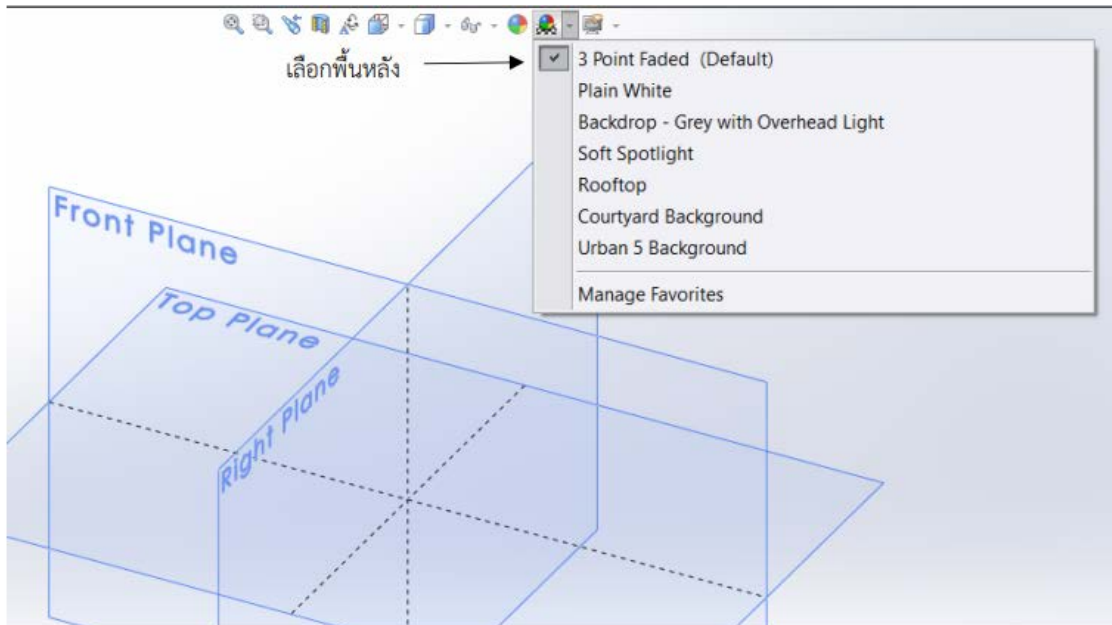 เลือกพื้นหลัง
3 Point Faded (Default)
Plain White
Backdrop - Grey with Overhead Light
Soft Spotlight
Rooftop
Courtyard Background
Urban 5 Background
Manage Favorites
Front Plane
Top Plane
Right Plane